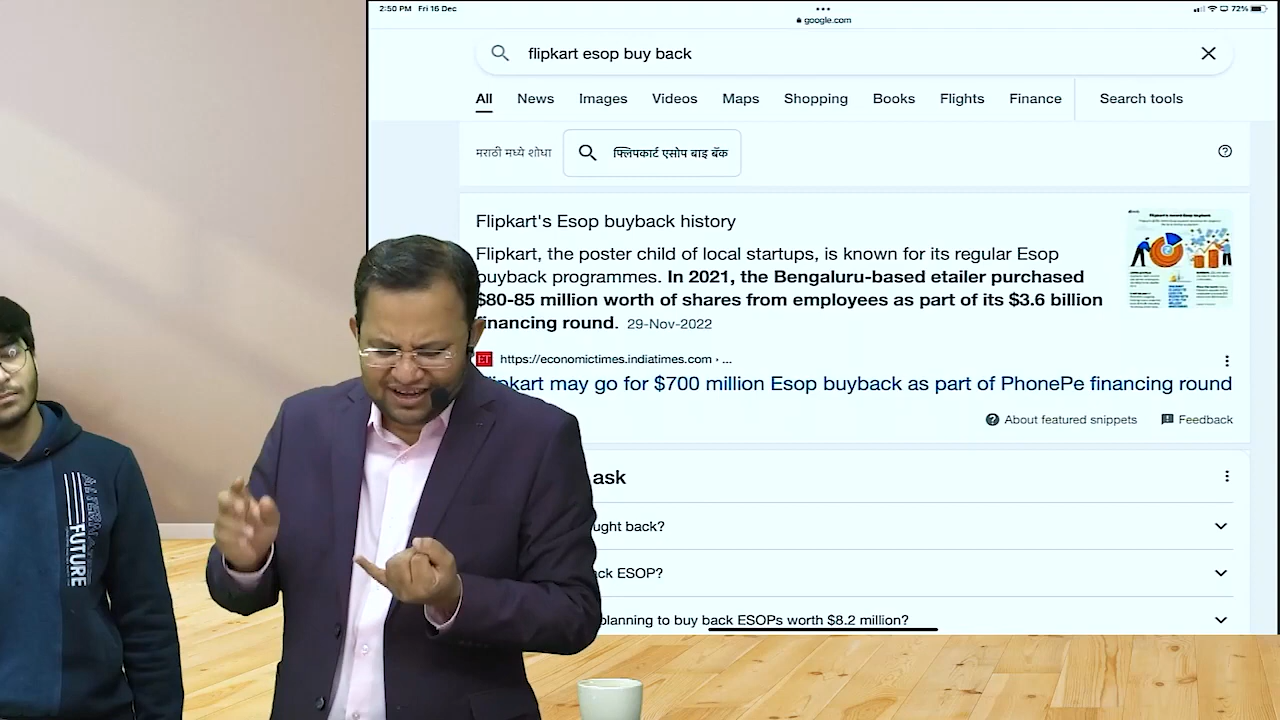 2:50 PM Fri 16 Dec
72%
google.com
flipkart esop buy back
All News Images Videos Maps Shopping Books Flights Finance Search tools
मराठी मध्ये शोधा फ्लिपकार्ट एसोप बाइ बॅक
Flipkart's Esop buyback history
Flipkart, the poster child of local startups, is known for its regular Esop
buyback programmes. In 2021, the Bengaluru-based etailer purchased
$80-85 million worth of shares from employees as part of its $3.6 billion
financing round. 29-Nov-2022
ET https://economictimes.indiatimes.com › ...
Flipkart may go for $700 million Esop buyback as part of PhonePe financing round
About featured snippets Feedback
ask
ught back?
ck ESOP?
planning to buy back ESOPs worth $8.2 million?
FUTURE